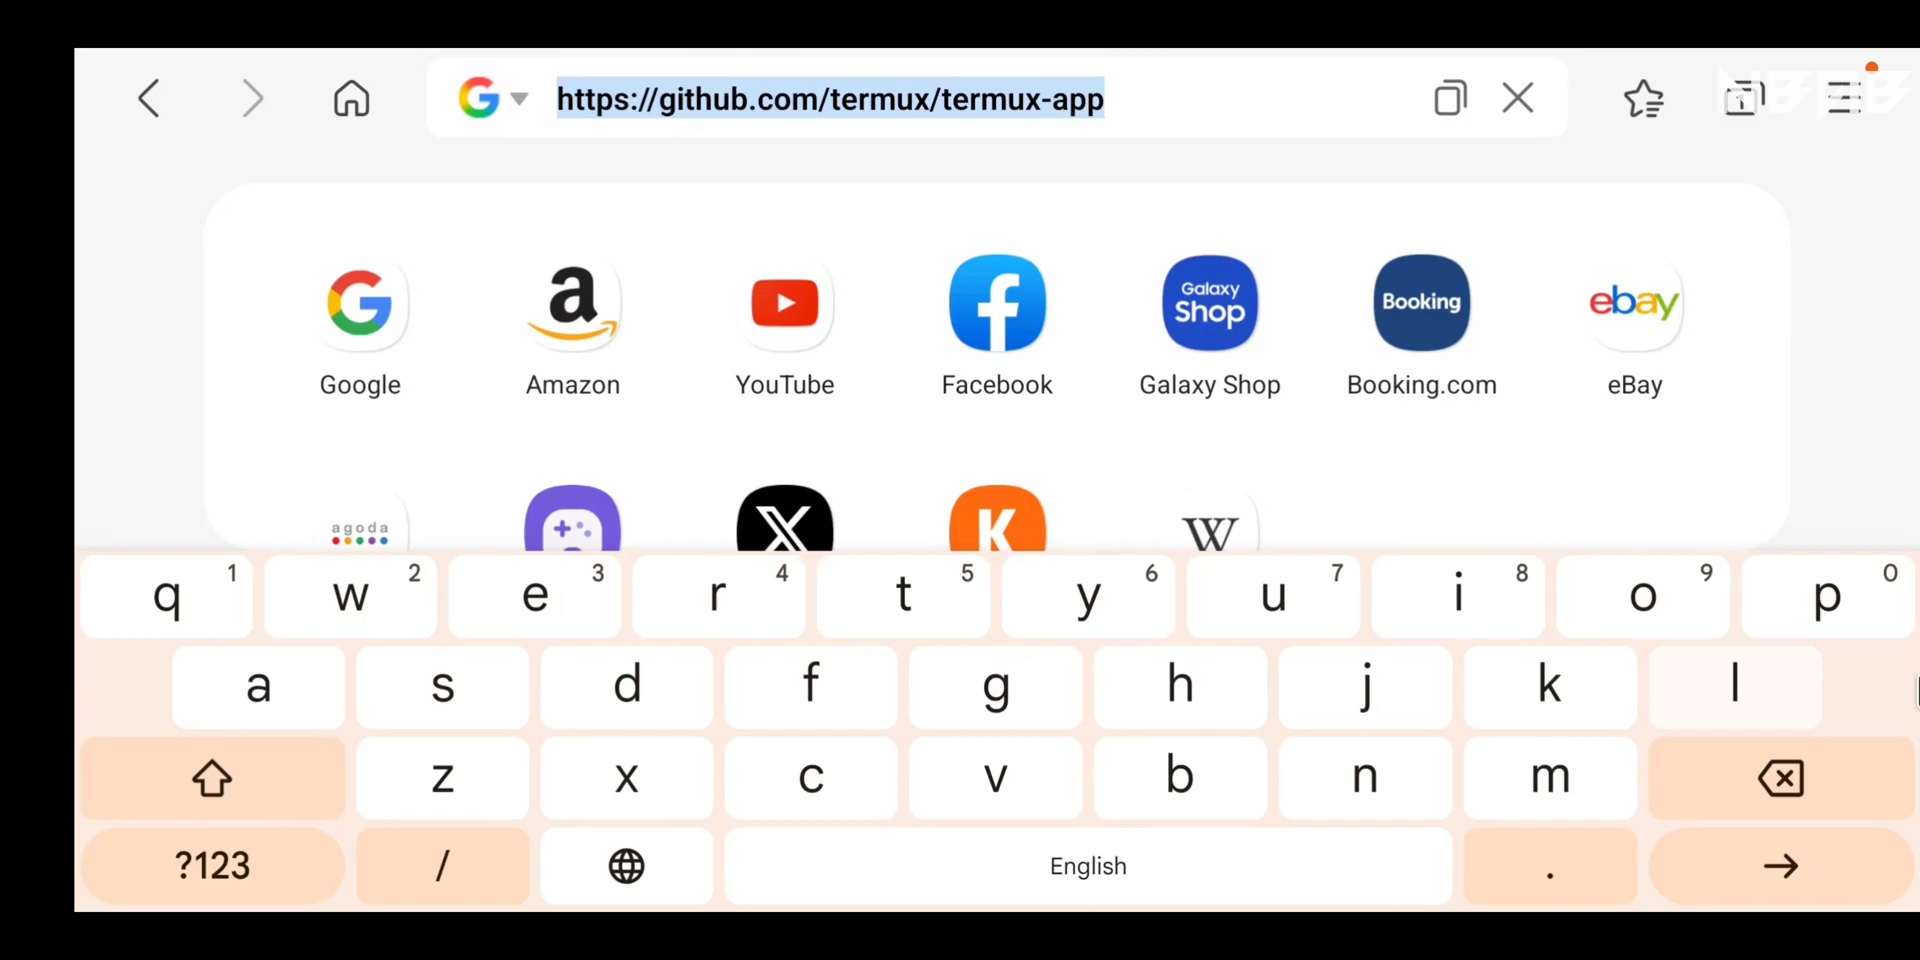 https://github.com/termux/termux-app
1
a
Galaxy
Shop
Booking
ebay
Google
Amazon
YouTube
Facebook
Galaxy Shop
Booking.com
eBay
agoda
K
W
q 1 w 2 e 3 r 4 t 5 y 6 u 7 i 8 o 9 p 0
a s d f g h j k l
z x c v b n m
?123 / English .